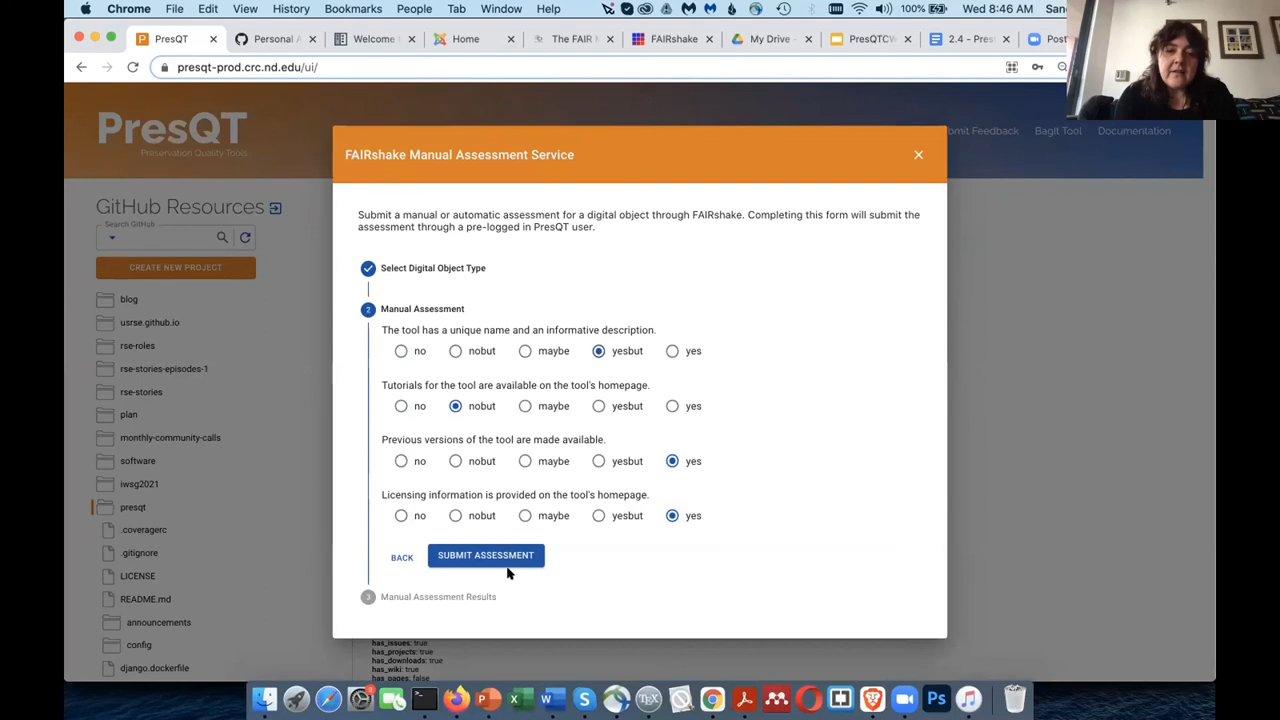 Chrome File Edit View History Bookmarks People Tab Window Help 100% Wed 8:46 AM
PresQT Personal A Welcome Home The FAIR M FAIRshake My Drive - PresQTCW 2.4 - Pres Post
presqt-prod.crc.nd.edu/ui/
PresQT
Preservation Quality Tools
Feedback BagIt Tool Documentation
GitHub Resources
Search GitHub
CREATE NEW PROJECT
blog
usrse.github.io
rse-roles
rse-stories-episodes-1
rse-stories
plan
monthly-community-calls
software
iwsg2021
presqt
.coveragerc
.gitignore
LICENSE
README.md
announcements
config
django.dockerfile
FAIRshake Manual Assessment Service
Submit a manual or automatic assessment for a digital object through FAIRshake. Completing this form will submit the
assessment through a pre-logged in PresQT user.
Select Digital Object Type
2 Manual Assessment
The tool has a unique name and an informative description.
no nobut maybe yesbut yes
Tutorials for the tool are available on the tool's homepage.
no nobut maybe yesbut yes
Previous versions of the tool are made available.
no nobut maybe yesbut yes
Licensing information is provided on the tool's homepage.
no nobut maybe yesbut yes
BACK SUBMIT ASSESSMENT
3 Manual Assessment Results
has_issues: true
has_projects: true
has_downloads: true
has_wiki: true
has_pages: false